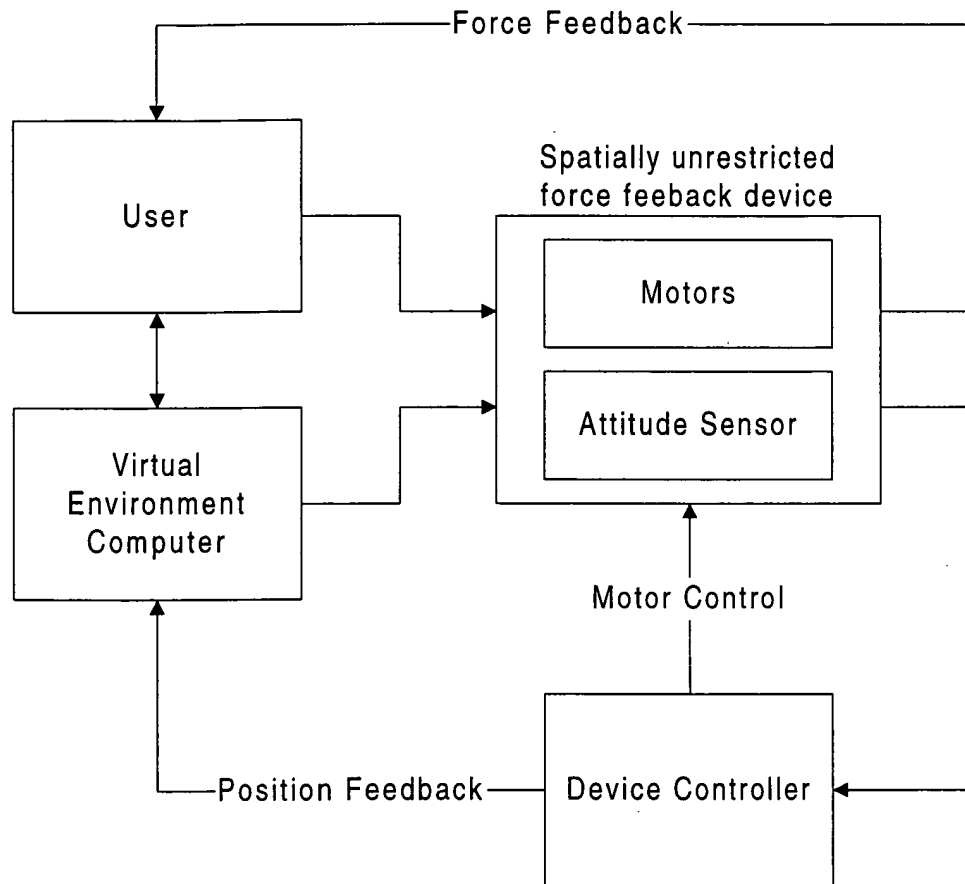 Force Feedback
Spatially unrestricted
force feeback device
User
Motors
Attitude Sensor
Virtual
Environment
Computer
Motor Control
Position Feedback
Device Controller